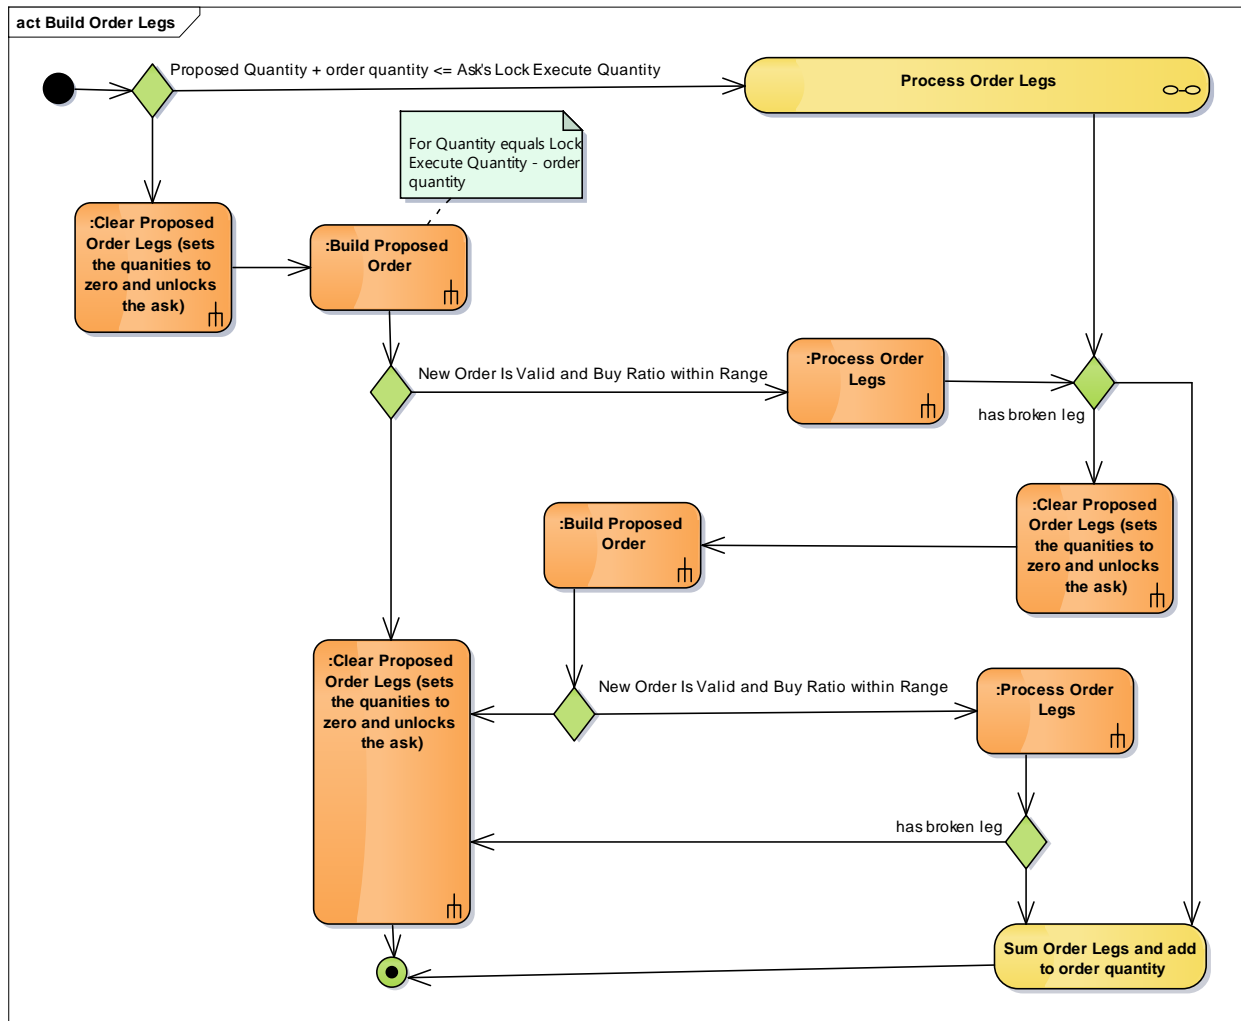 act Build Order Legs
Proposed Quantity + order quantity <= Ask's Lock Execute Quantity
Process Order Legs
For Quantity equals Lock
Execute Quantity - order
quantity
:Clear Proposed
Order Legs (sets
the quanities to
zero and unlocks
the ask)
:Build Proposed
Order
:Process Order
Legs
New Order Is Valid and Buy Ratio within Range
has broken leg
:Clear Proposed
Order Legs (sets
the quanities to
zero and unlocks
the ask)
:Build Proposed
Order
:Clear Proposed
Order Legs (sets
the quanities to
zero and unlocks
the ask)
New Order Is Valid and Buy Ratio within Range
:Process Order
Legs
has broken leg
Sum Order Legs and add
to order quantity